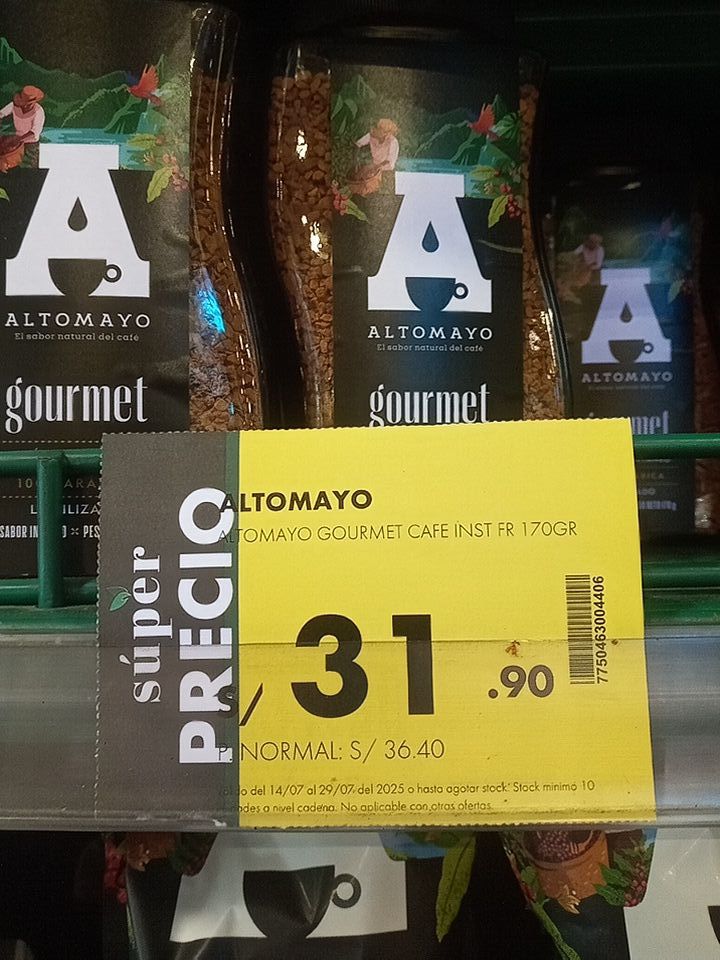 A
ALTOMAYO
El sabor natural del café
gourmet
A
ALTOMAYO
El sabor natural del café
gourmet
A
ALTOMAYO
súper
PRECIO
ALTOMAYO
ALTOMAYO GOURMET CAFE INST FR 170GR
S/ 31.90
P. NORMAL: S/ 36.40
del 14/07 al 29/07 del 2025 o hasta agotar stock. Stock mínimo 10
a nivel cadena. No aplicable con otras ofertas.
7750463004406